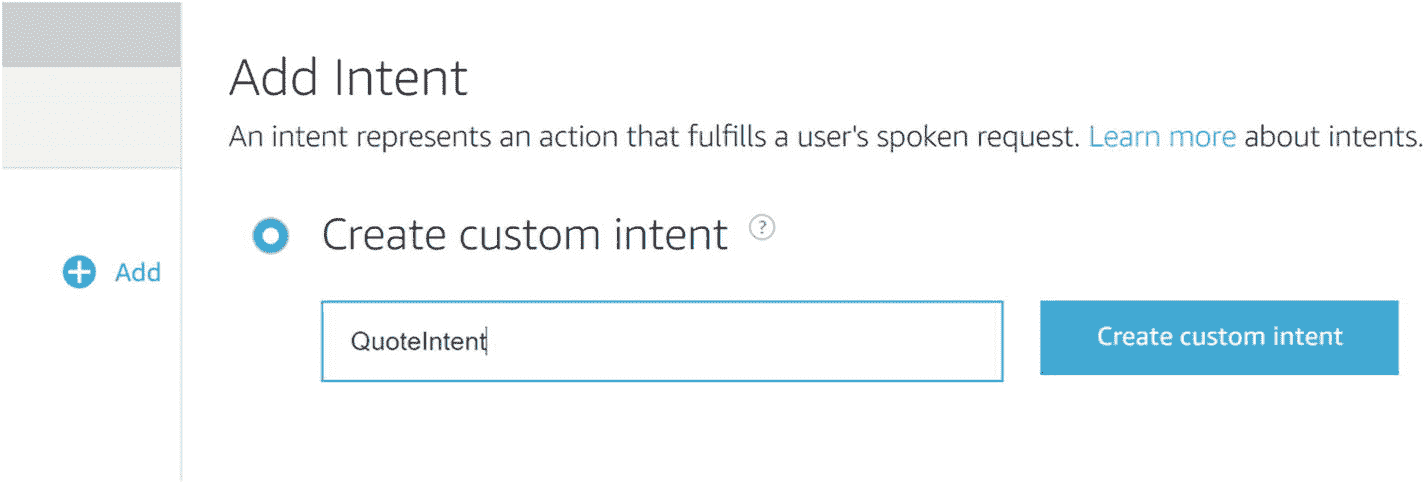 Add Intent
An intent represents an action that fulfills a user's spoken request. Learn more about intents.
Create custom intent ?
Add
QuoteIntent
Create custom intent